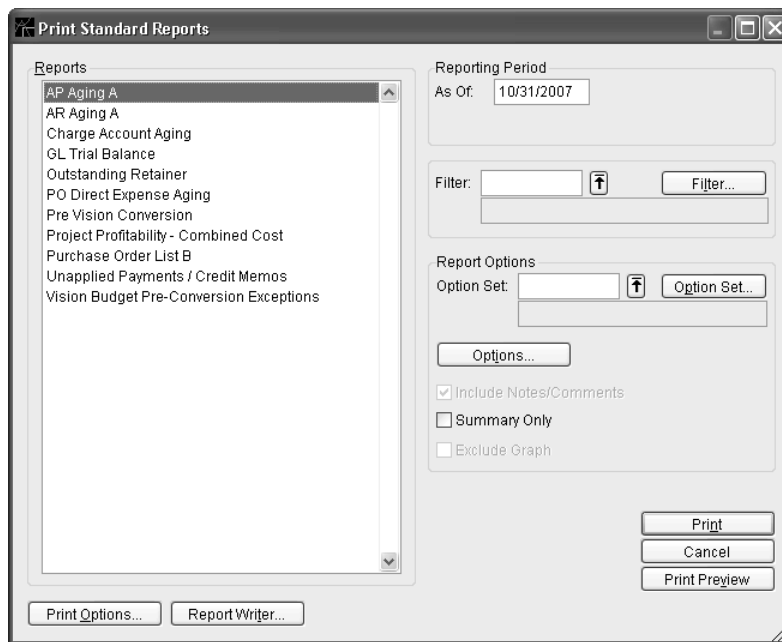 Print Standard Reports
Reports
AP Aging A
AR Aging A
Charge Account Aging
GL Trial Balance
Outstanding Retainer
PO Direct Expense Aging
Pre Vision Conversion
Project Profitability - Combined Cost
Purchase Order List B
Unapplied Payments / Credit Memos
Vision Budget Pre-Conversion Exceptions
Print Options...
Report Writer...
Reporting Period
As Of: 10/31/2007
Filter: Filter...
Report Options
Option Set: Option Set...
Options...
Include Notes/Comments
Summary Only
Exclude Graph
Print
Cancel
Print Preview